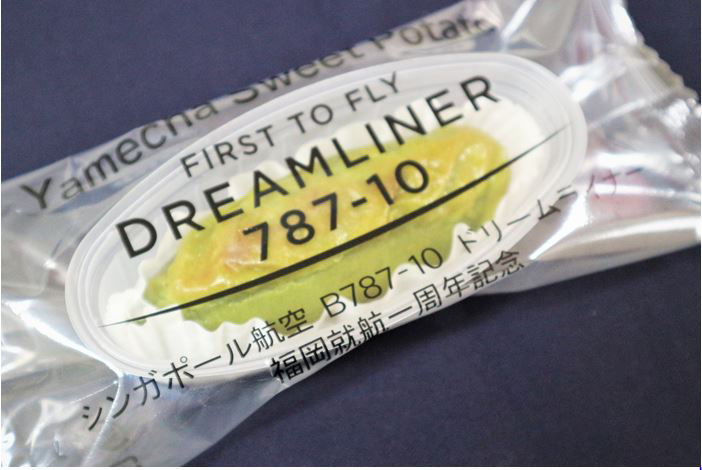 Yamecha Sweet Potato
FIRST TO FLY
DREAMLINER
787-10
シンガポール航空 B787-10 ドリームライナー
福岡就航一周年記念